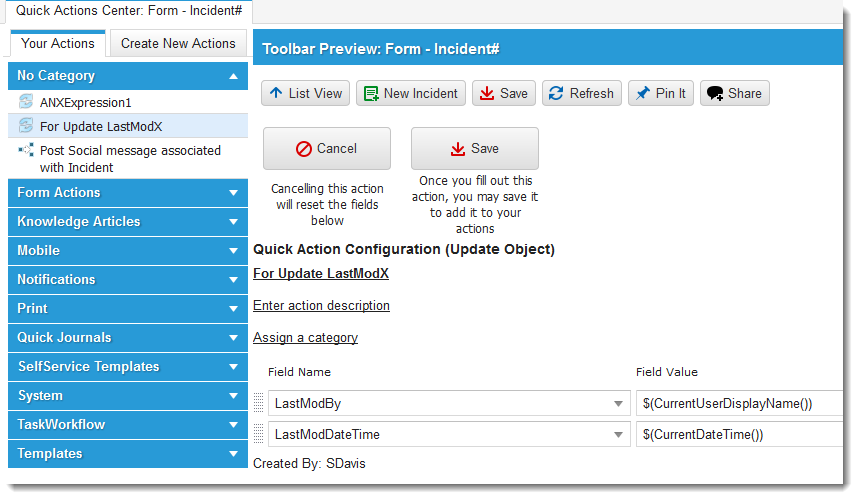 Quick Actions Center: Form - Incident#
Your Actions
Create New Actions
No Category
ANXExpression1
For Update LastModX
Post Social message associated
with Incident
Form Actions
Knowledge Articles
Mobile
Notifications
Print
Quick Journals
SelfService Templates
System
TaskWorkflow
Templates
Toolbar Preview: Form - Incident#
List View
New Incident
Save
Refresh
Pin It
Share
Cancel
Cancelling this action
will reset the fields
below
Save
Once you fill out this
action, you may save it
to add it to your
actions
Quick Action Configuration (Update Object)
For Update LastModX
Enter action description
Assign a category
Field Name
Field Value
LastModBy
$(CurrentUserDisplayName())
LastModDateTime
$(CurrentDateTime())
Created By: SDavis